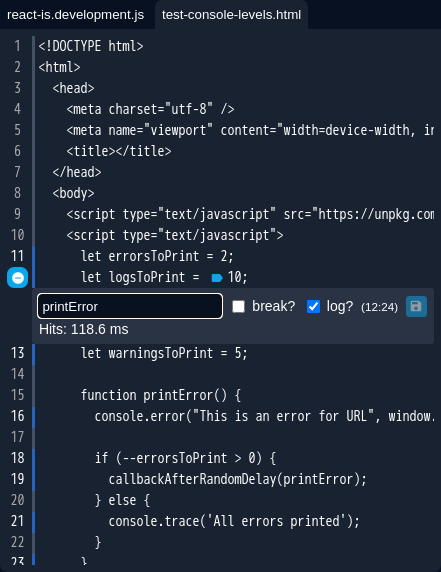 react-is.development.js test-console-levels.html
1 <!DOCTYPE html>
2 <html>
3 <head>
4 <meta charset="utf-8" />
5 <meta name="viewport" content="width=device-width, in
6 <title></title>
7 </head>
8 <body>
9 <script type="text/javascript" src="https://unpkg.com
10 <script type="text/javascript">
11 let errorsToPrint = 2;
let logsToPrint = 10;
printError break? log? (12:24)
Hits: 118.6 ms
13 let warningsToPrint = 5;
14
15 function printError() {
16 console.error("This is an error for URL", window.
17
18 if (--errorsToPrint > 0) {
19 callbackAfterRandomDelay(printError);
20 } else {
21 console.trace('All errors printed');
22 }
23 }